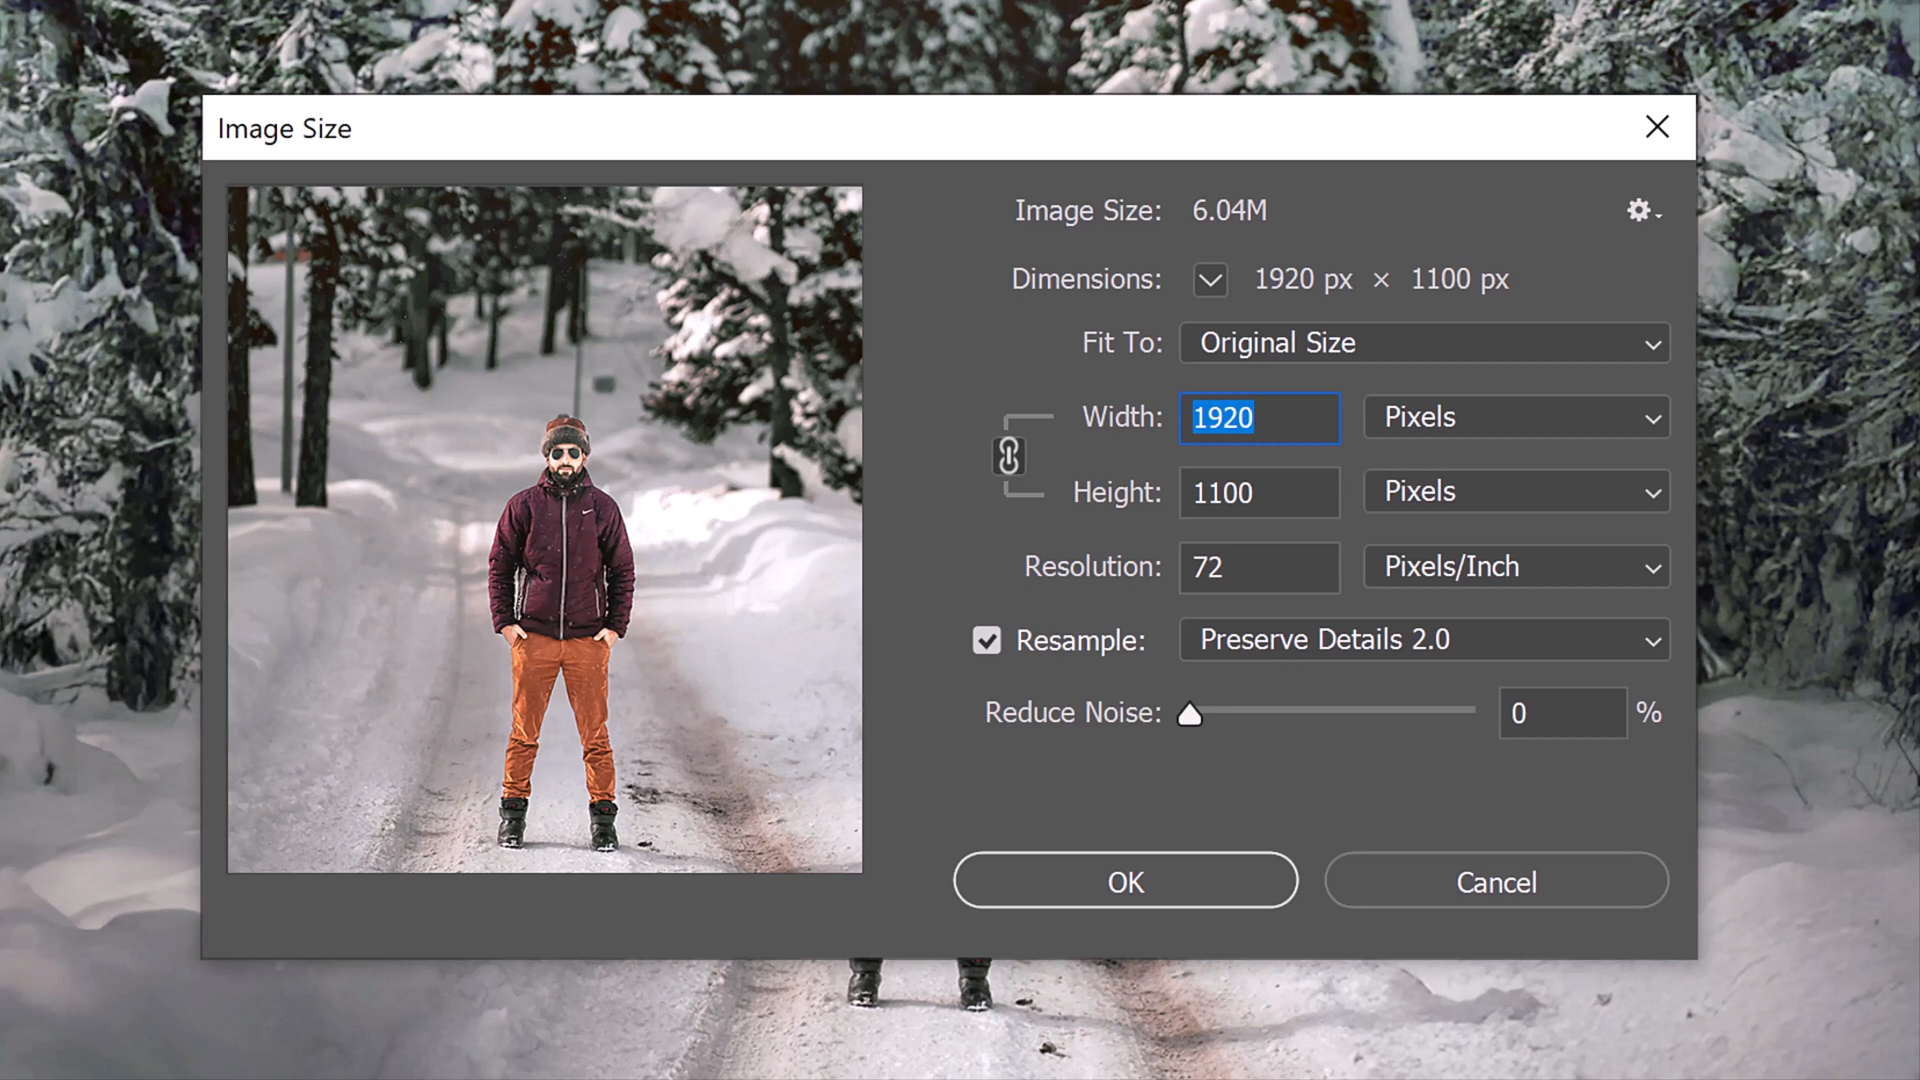 Image Size
Image Size: 6.04M
Dimensions: 1920 px × 1100 px
Fit To: Original Size
Width: 1920 Pixels
Height: 1100 Pixels
Resolution: 72 Pixels/Inch
Resample: Preserve Details 2.0
Reduce Noise: 0 %
OK Cancel